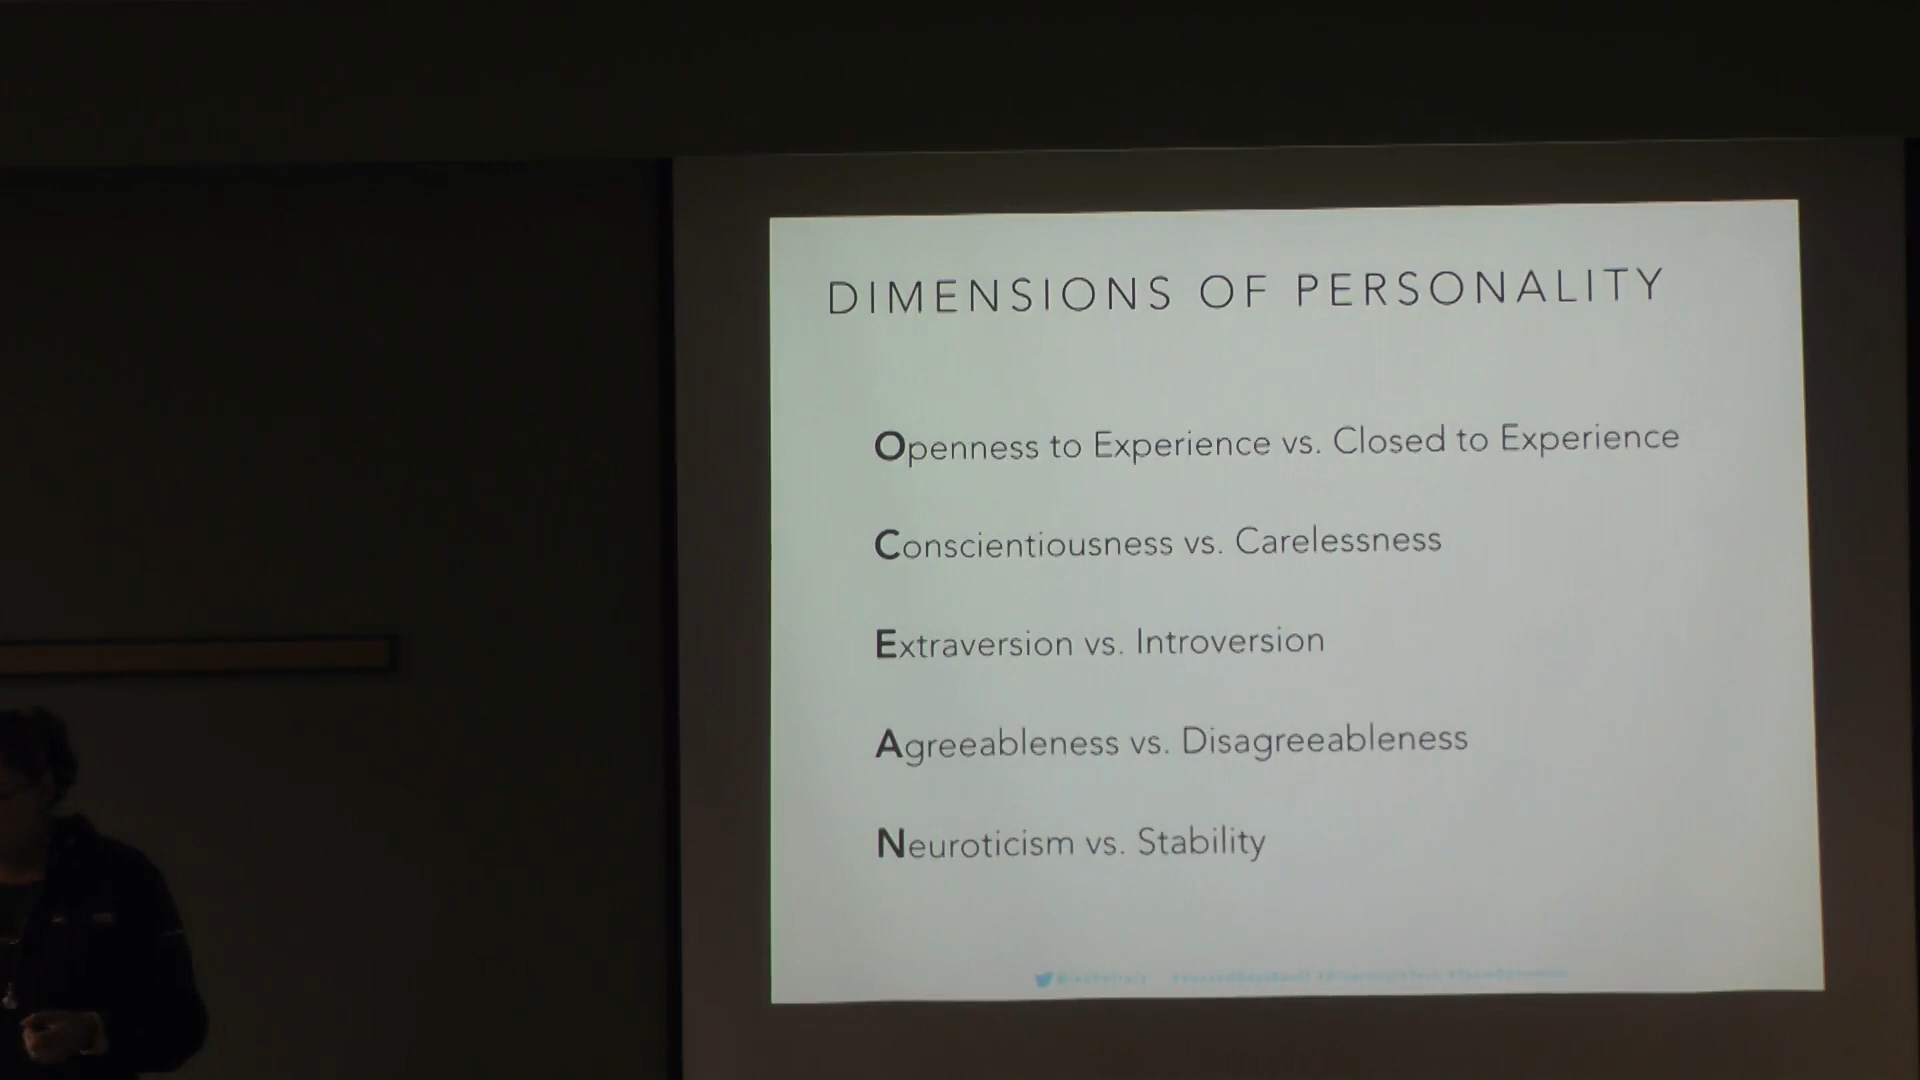 DIMENSIONS OF PERSONALITY
Openness to Experience vs. Closed to Experience
Conscientiousness vs. Carelessness
Extraversion vs. Introversion
Agreeableness vs. Disagreeableness
Neuroticism vs. Stability